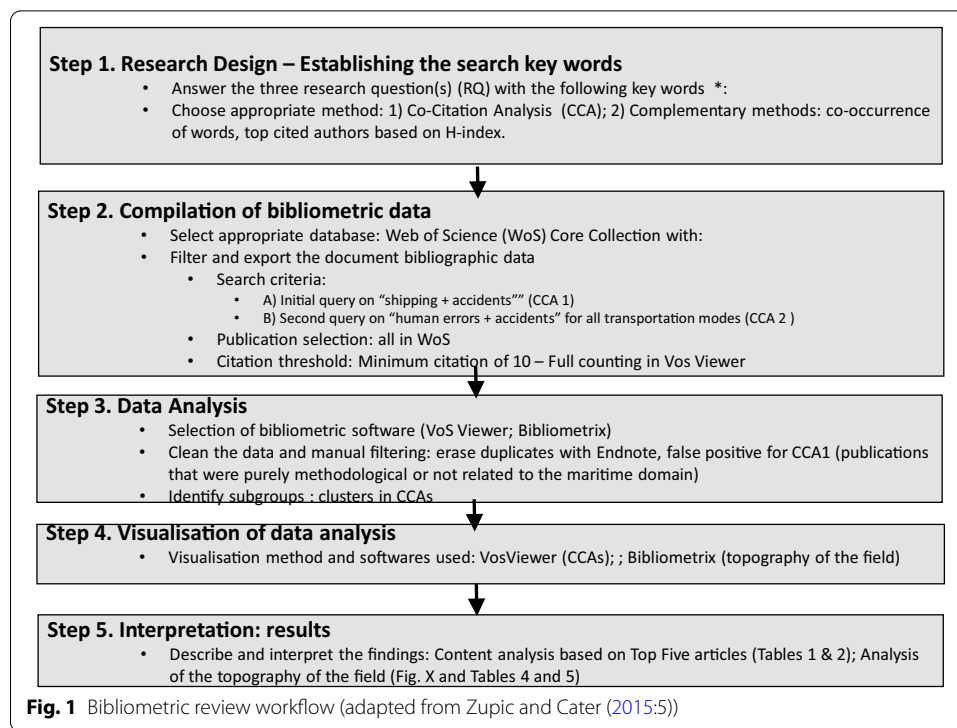 Step 1. Research Design – Establishing the search key words
• Answer the three research question(s) (RQ) with the following key words *:
• Choose appropriate method: 1) Co-Citation Analysis (CCA); 2) Complementary methods: co-occurrence
of words, top cited authors based on H-index.
Step 2. Compilation of bibliometric data
• Select appropriate database: Web of Science (WoS) Core Collection with:
• Filter and export the document bibliographic data
• Search criteria:
• A) Initial query on “shipping + accidents”” (CCA 1)
• B) Second query on “human errors + accidents” for all transportation modes (CCA 2 )
• Publication selection: all in WoS
• Citation threshold: Minimum citation of 10 – Full counting in Vos Viewer
Step 3. Data Analysis
• Selection of bibliometric software (VoS Viewer; Bibliometrix)
• Clean the data and manual filtering: erase duplicates with Endnote, false positive for CCA1 (publications
that were purely methodological or not related to the maritime domain)
• Identify subgroups : clusters in CCAs
Step 4. Visualisation of data analysis
• Visualisation method and softwares used: VosViewer (CCAs); ; Bibliometrix (topography of the field)
Step 5. Interpretation: results
• Describe and interpret the findings: Content analysis based on Top Five articles (Tables 1 & 2); Analysis
of the topography of the field (Fig. X and Tables 4 and 5)
Fig. 1 Bibliometric review workflow (adapted from Zupic and Cater (2015:5))